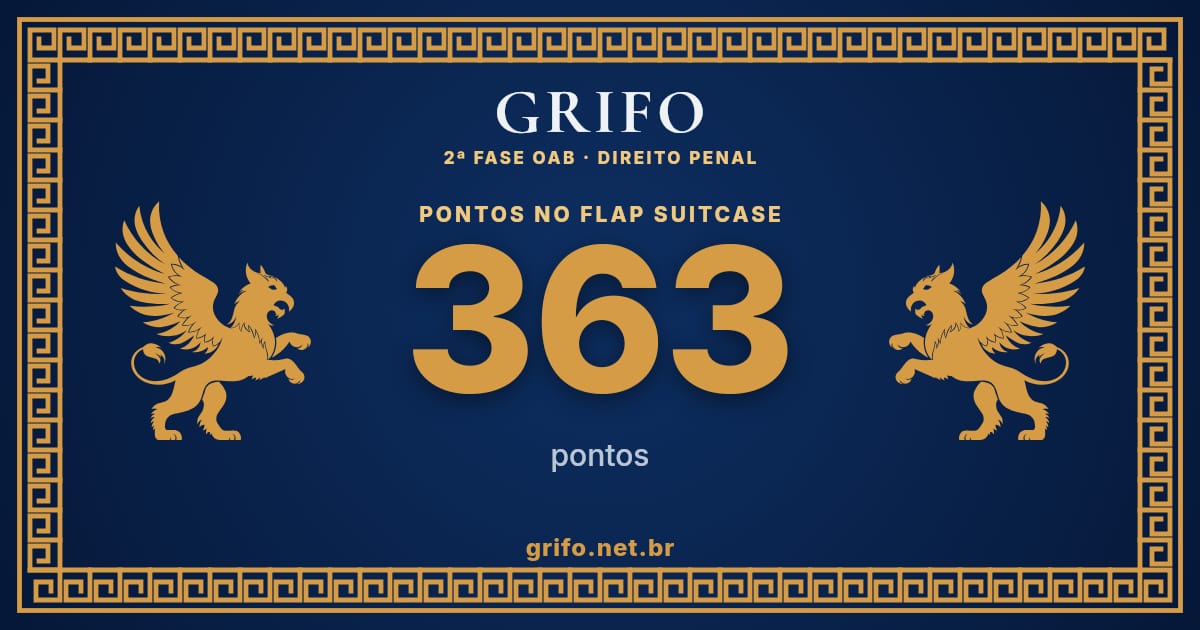 GRIFO
2ª FASE OAB · DIREITO PENAL
PONTOS NO FLAP SUITCASE
363
pontos
grifo.net.br